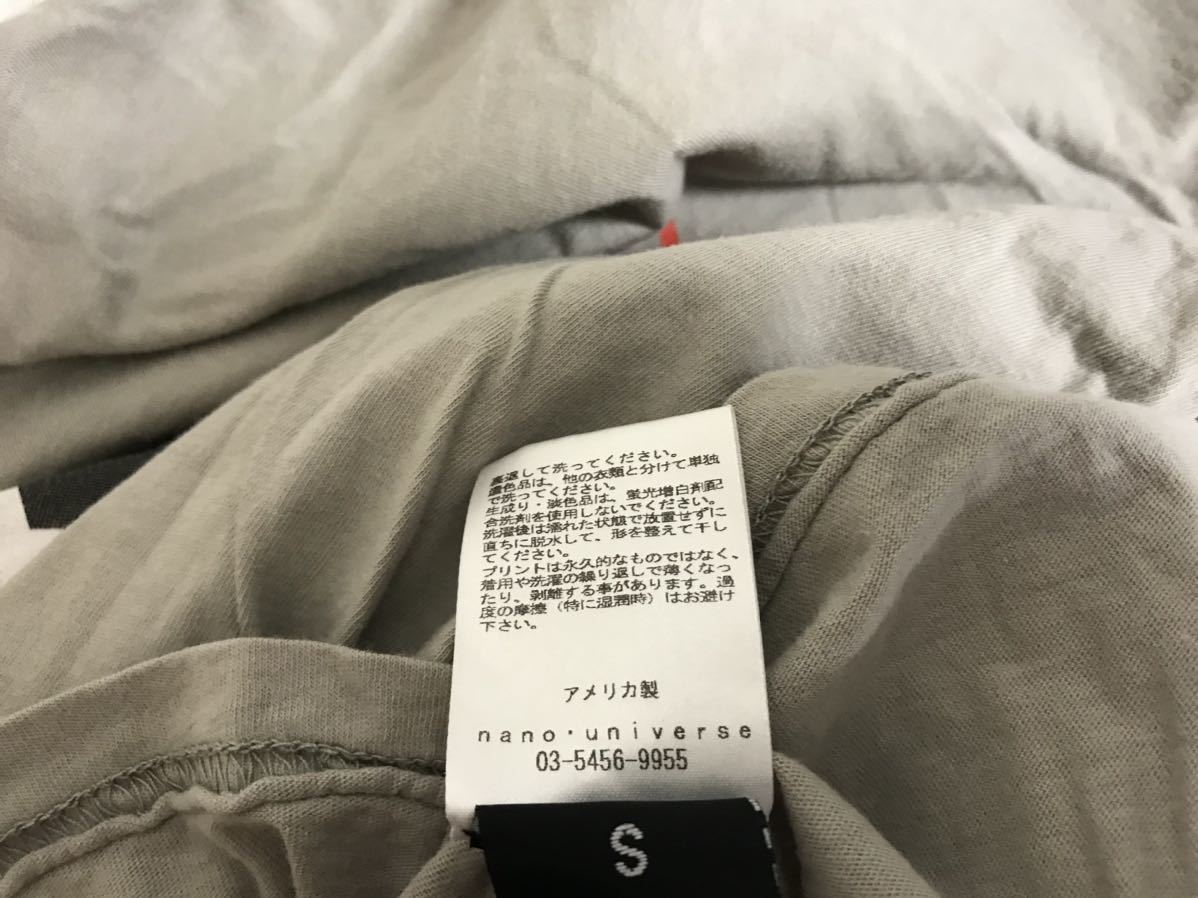 裏返して洗ってください。
濃色品は、他の衣類と分けて単独
で洗ってください。
生成り・淡色品は、蛍光増白剤配
合洗剤を使用しないでください。
洗濯後は濡れた状態で放置せずに
直ちに脱水して、形を整えて干し
てください。
プリントは永久的なものではなく、
着用や洗濯の繰り返しで薄くなっ
たり、剥離する事があります。過
度の摩擦（特に湿潤時）はお避け
下さい。
アメリカ製
nano・universe
03-5456-9955
S